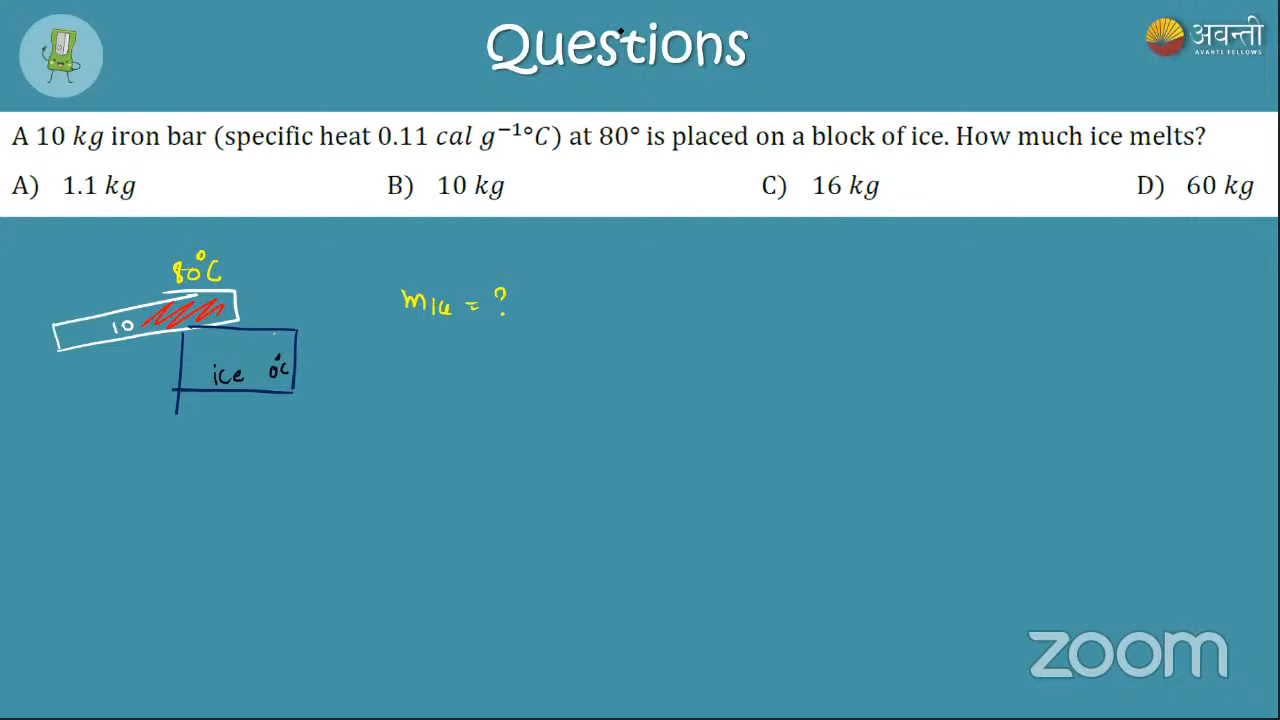 Questions
अवन्ती
AVANTI FELLOWS
A 10 kg iron bar (specific heat 0.11 cal g⁻¹°C) at 80° is placed on a block of ice. How much ice melts?
A) 1.1 kg B) 10 kg C) 16 kg D) 60 kg
80°C
m ice = ?
10
ice 0°C
zoom